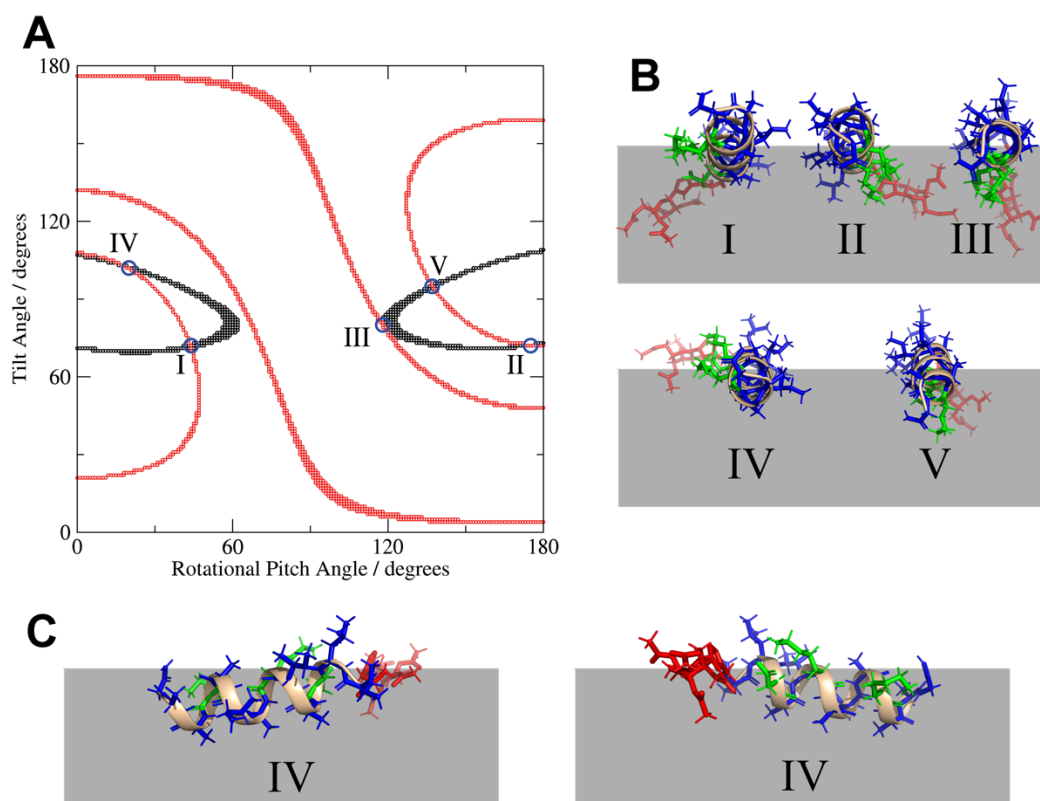 A
B
180
120
60
0
Tilt Angle / degrees
IV
V
III
I
II
0
60
120
180
Rotational Pitch Angle / degrees
I
II
III
IV
V
C
IV
IV